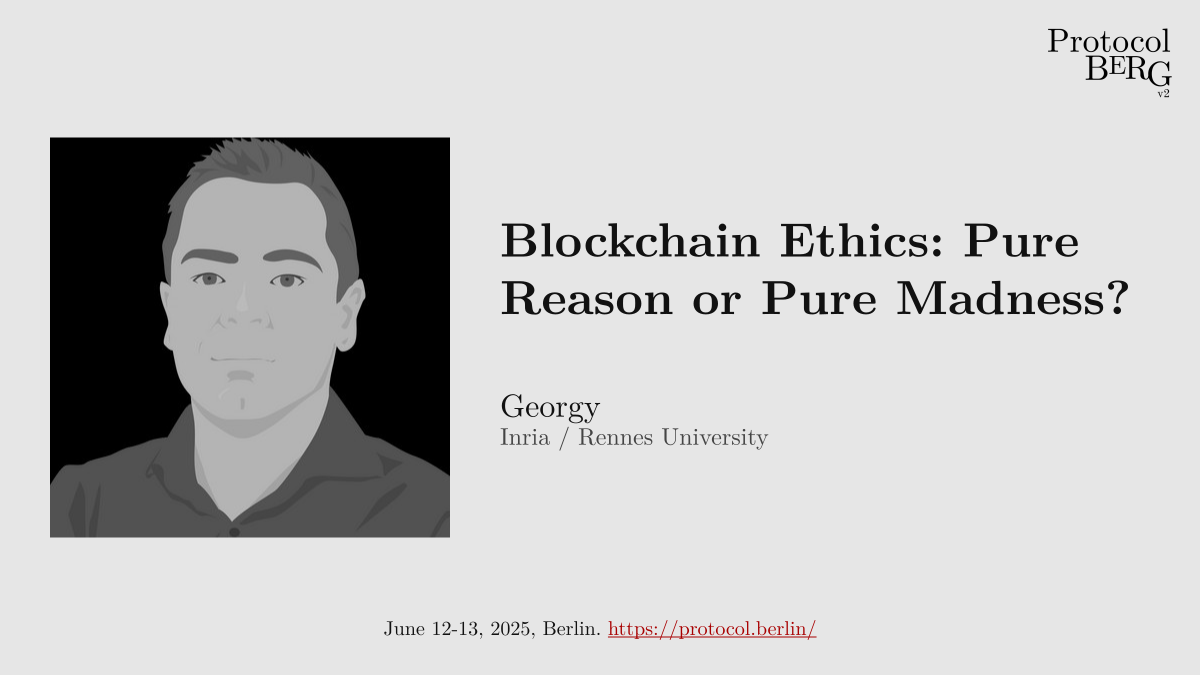 Protocol
BERG
v2
Blockchain Ethics: Pure
Reason or Pure Madness?
Georgy
Inria / Rennes University
June 12-13, 2025, Berlin. https://protocol.berlin/